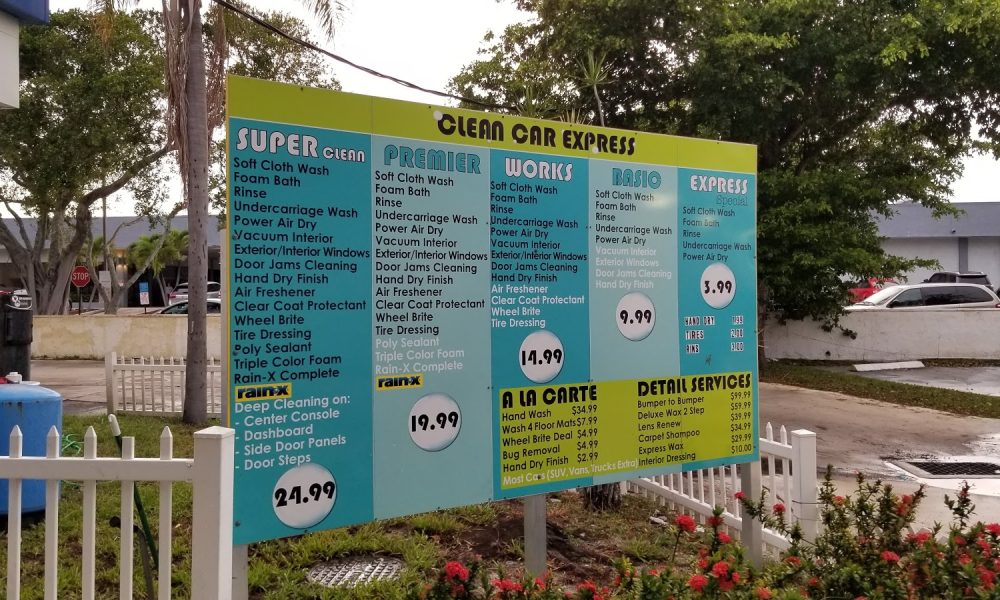 CLEAN CAR EXPRESS
SUPER CLEAN
Soft Cloth Wash
Foam Bath
Rinse
Undercarriage Wash
Power Air Dry
Vacuum Interior
Exterior/Interior Windows
Door Jams Cleaning
Hand Dry Finish
Air Freshener
Clear Coat Protectant
Wheel Brite
Tire Dressing
Poly Sealant
Triple Color Foam
Rain-X Complete
rain-x
Deep Cleaning on:
- Center Console
- Dashboard
- Side Door Panels
- Door Steps
24.99
PREMIER
Soft Cloth Wash
Foam Bath
Rinse
Undercarriage Wash
Power Air Dry
Vacuum Interior
Exterior/Interior Windows
Door Jams Cleaning
Hand Dry Finish
Air Freshener
Clear Coat Protectant
Wheel Brite
Tire Dressing
Poly Sealant
Triple Color Foam
Rain-X Complete
rain-x
19.99
WORKS
Soft Cloth Wash
Foam Bath
Rinse
Undercarriage Wash
Power Air Dry
Vacuum Interior
Exterior/Interior Windows
Door Jams Cleaning
Hand Dry Finish
Air Freshener
Clear Coat Protectant
Wheel Brite
Tire Dressing
14.99
BASIC
Soft Cloth Wash
Foam Bath
Rinse
Undercarriage Wash
Power Air Dry
Vacuum Interior
Exterior Windows
Door Jams Cleaning
Hand Dry Finish
9.99
EXPRESS
Special
Soft Cloth Wash
Foam Bath
Rinse
Undercarriage Wash
Power Air Dry
3.99
HAND DRY
TIRES
3.00
A LA CARTE
Hand Wash $34.99
Wash 4 Floor Mats $7.99
Wheel Brite Deal $4.99
Bug Removal $4.99
Hand Dry Finish $2.99
Most Cars (SUV, Vans, Trucks Extra)
DETAIL SERVICES
Bumper to Bumper $99.99
Deluxe Wax 2 Step $59.99
Lens Renew $39.99
Carpet Shampoo $34.99
Express Wax $29.99
Interior Dressing $10.00
STOP